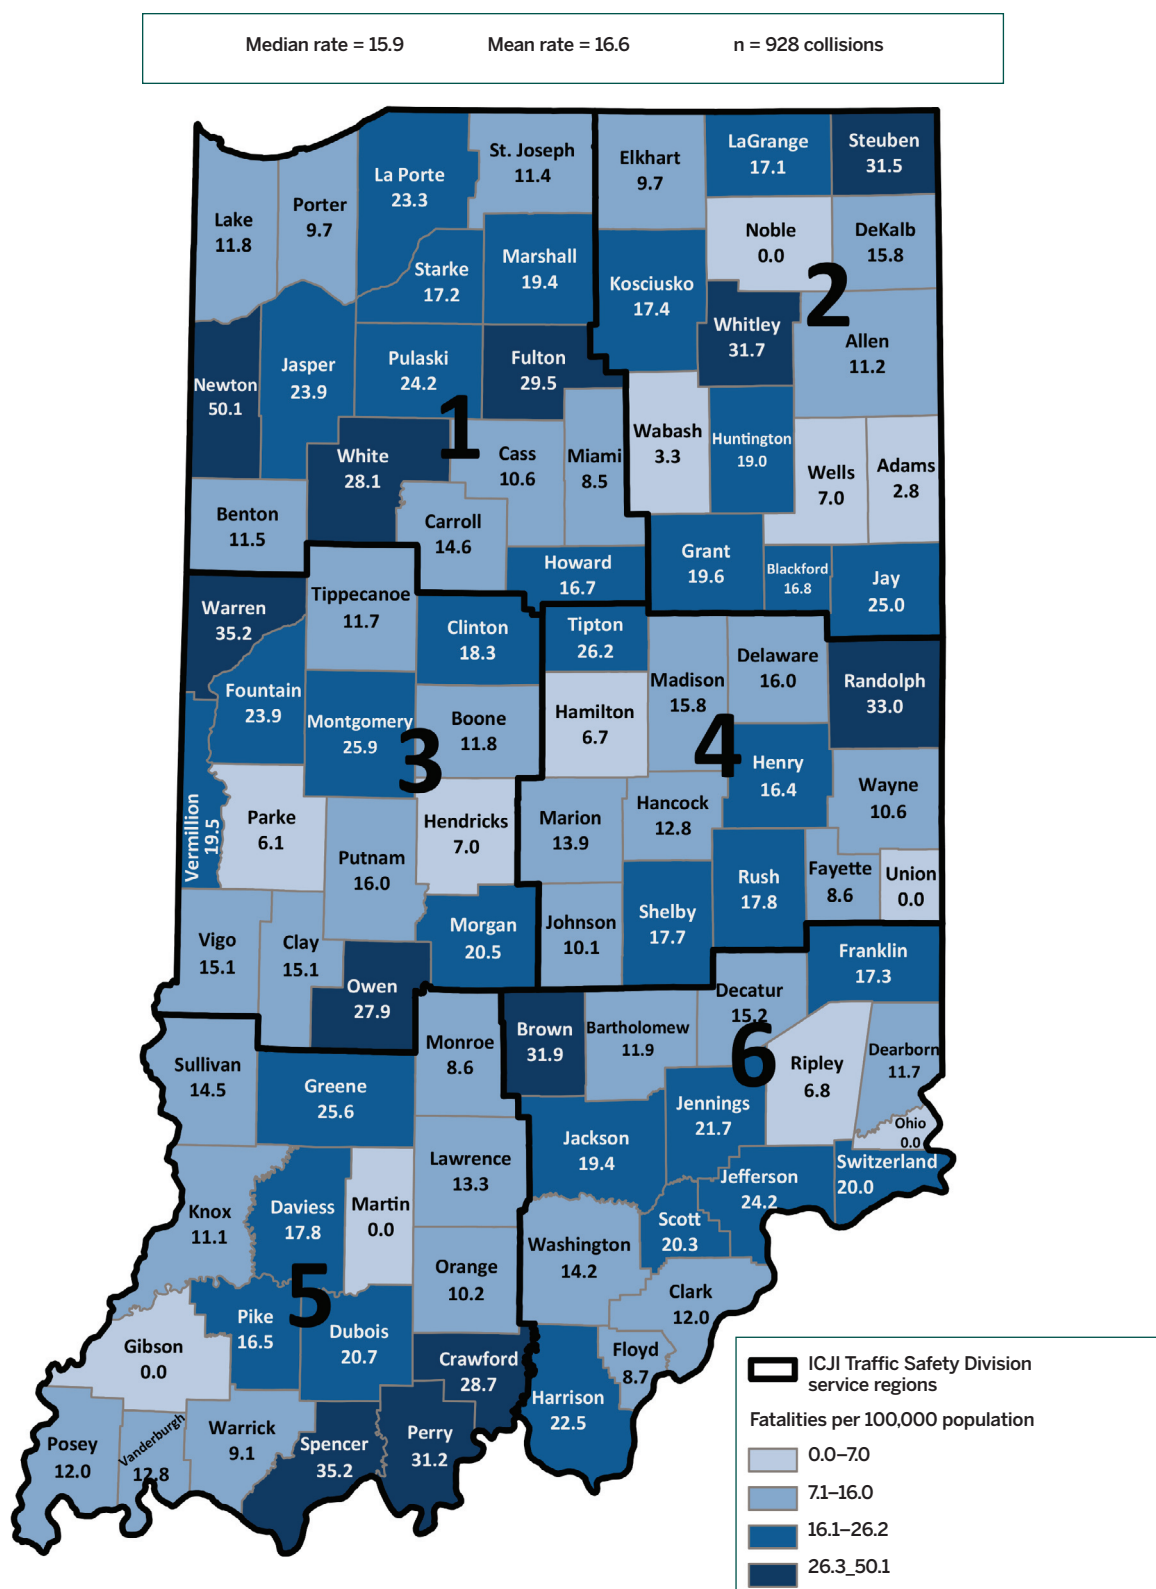 Median rate = 15.9 Mean rate = 16.6 n = 928 collisions
St. Joseph
11.4
Elkhart
9.7
LaGrange
17.1
Steuben
31.5
La Porte
23.3
Porter
9.7
Lake
11.8
Noble
0.0
DeKalb
15.8
Starke
17.2
Marshall
19.4
Kosciusko
17.4
2
Whitley
31.7
Allen
11.2
Newton
50.1
Jasper
23.9
Pulaski
24.2
Fulton
29.5
1
White
28.1
Cass
10.6
Miami
8.5
Wabash
3.3
Huntington
19.0
Wells
7.0
Adams
2.8
Benton
11.5
Carroll
14.6
Howard
16.7
Grant
19.6
Blackford
16.8
Jay
25.0
Warren
35.2
Tippecanoe
11.7
Clinton
18.3
Tipton
26.2
Madison
15.8
Delaware
16.0
Randolph
33.0
Fountain
23.9
Montgomery
25.9
Boone
11.8
3
Hamilton
6.7
4
Henry
16.4
Wayne
10.6
Vermillion
19.5
Parke
6.1
Putnam
16.0
Hendricks
7.0
Marion
13.9
Hancock
12.8
Rush
17.8
Fayette
8.6
Union
0.0
Vigo
15.1
Clay
15.1
Owen
27.9
Morgan
20.5
Johnson
10.1
Shelby
17.7
Franklin
17.3
Decatur
15.2
6
Sullivan
14.5
Greene
25.6
Monroe
8.6
Brown
31.9
Bartholomew
11.9
Ripley
6.8
Dearborn
11.7
Jennings
21.7
Ohio
0.0
Jackson
19.4
Switzerland
20.0
Jefferson
24.2
Lawrence
13.3
Knox
11.1
Daviess
17.8
Martin
0.0
Scott
20.3
Washington
14.2
Orange
10.2
5
Clark
12.0
Gibson
0.0
Pike
16.5
Dubois
20.7
Crawford
28.7
Floyd
8.7
Harrison
22.5
Posey
12.0
Vanderburgh
12.8
Warrick
9.1
Spencer
35.2
Perry
31.2
ICJI Traffic Safety Division
service regions
Fatalities per 100,000 population
0.0–7.0
7.1–16.0
16.1–26.2
26.3_50.1